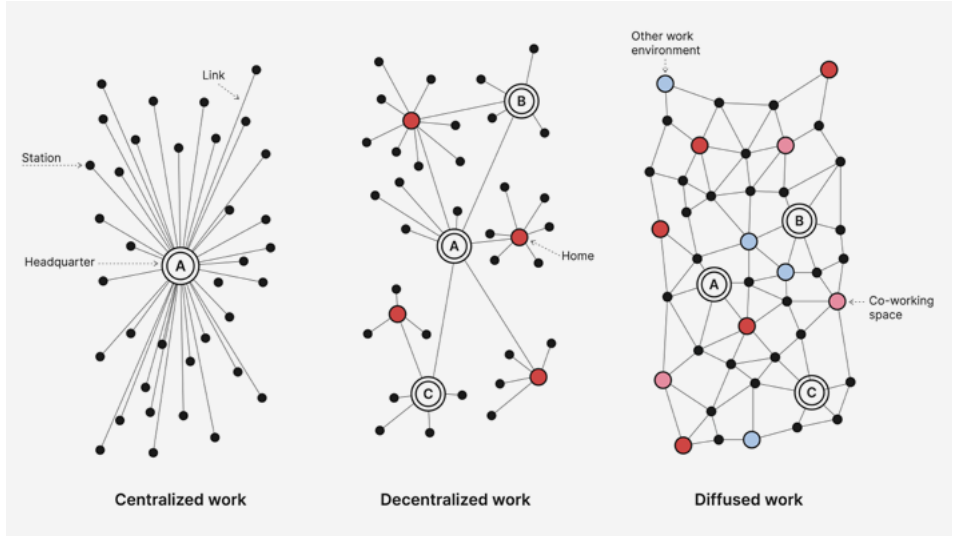 Link
Station
Headquarter
A
Centralized work
B
A
Home
C
Decentralized work
Other work
environment
B
A
Co-working
space
C
Diffused work